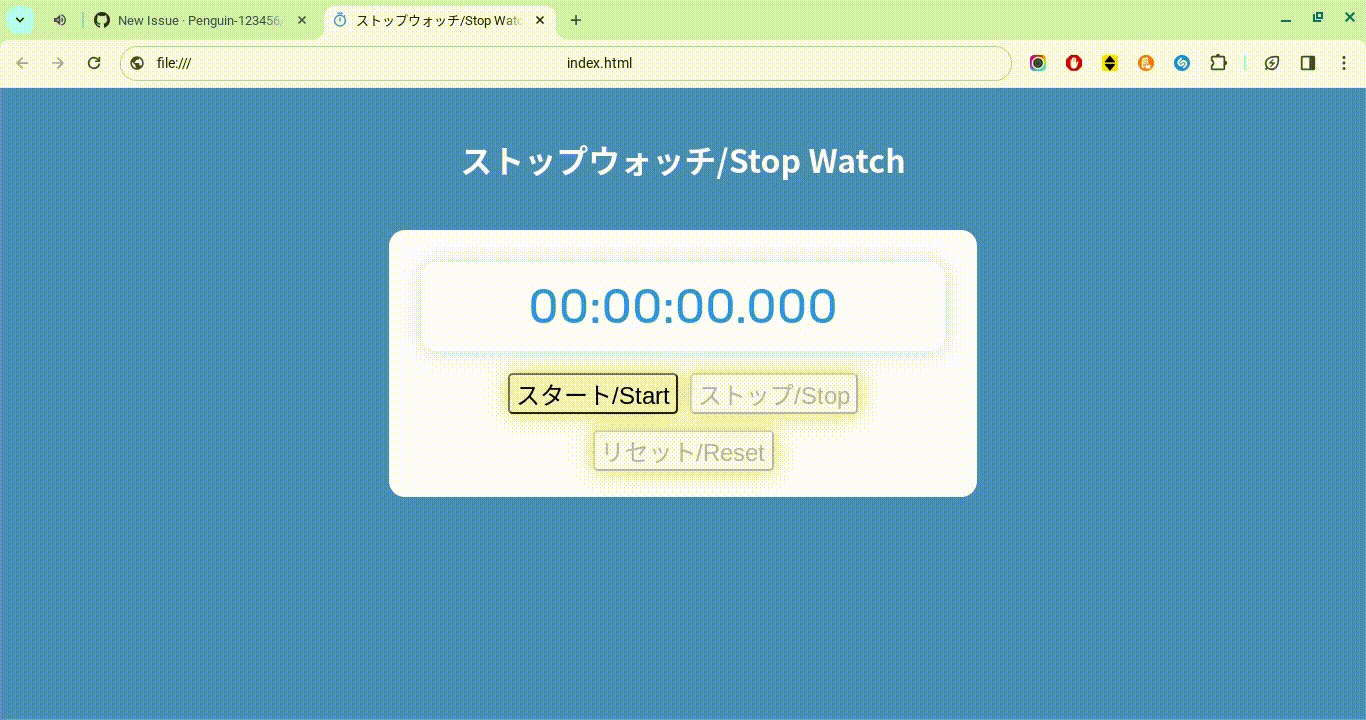 New Issue · Penguin-123456/
ストップウォッチ/Stop Watc
file:///
index.html
ストップウォッチ/Stop Watch
00:00:00.000
スタート/Start
ストップ/Stop
リセット/Reset